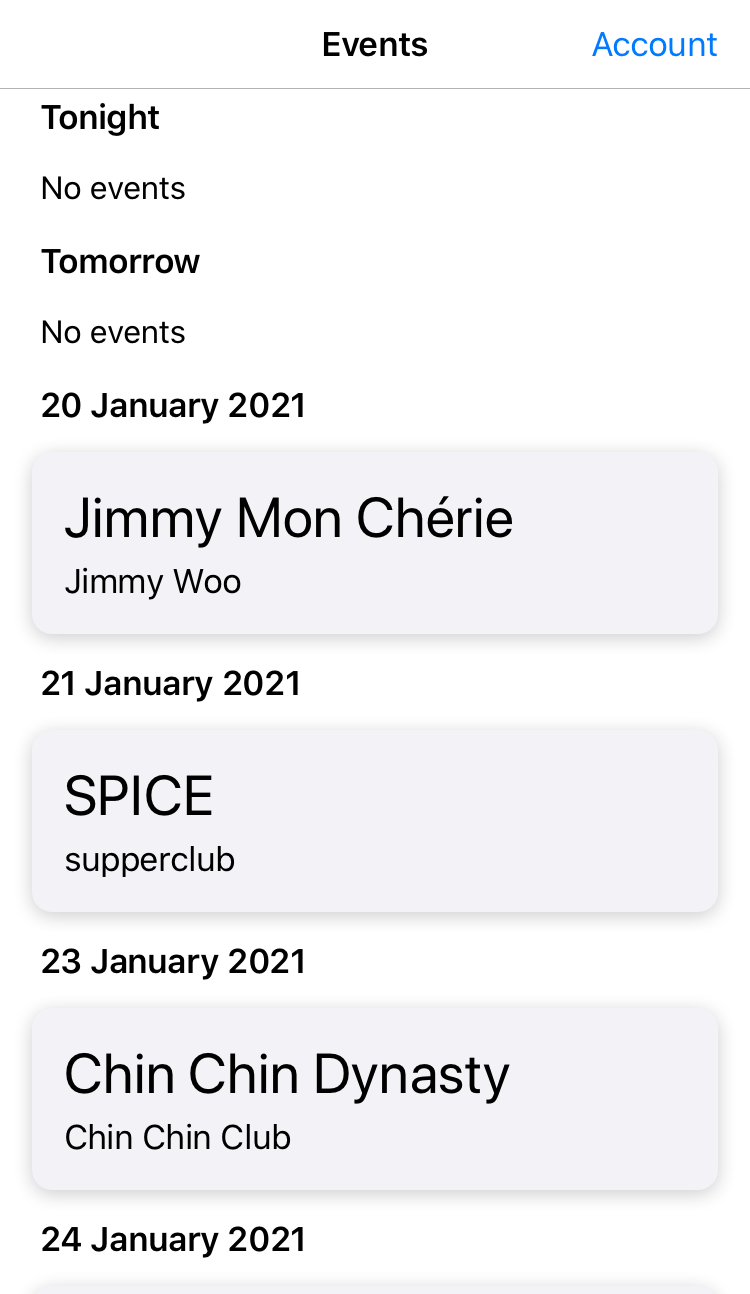 Events
Account
Tonight
No events
Tomorrow
No events
20 January 2021
Jimmy Mon Chérie
Jimmy Woo
21 January 2021
SPICE
supperclub
23 January 2021
Chin Chin Dynasty
Chin Chin Club
24 January 2021